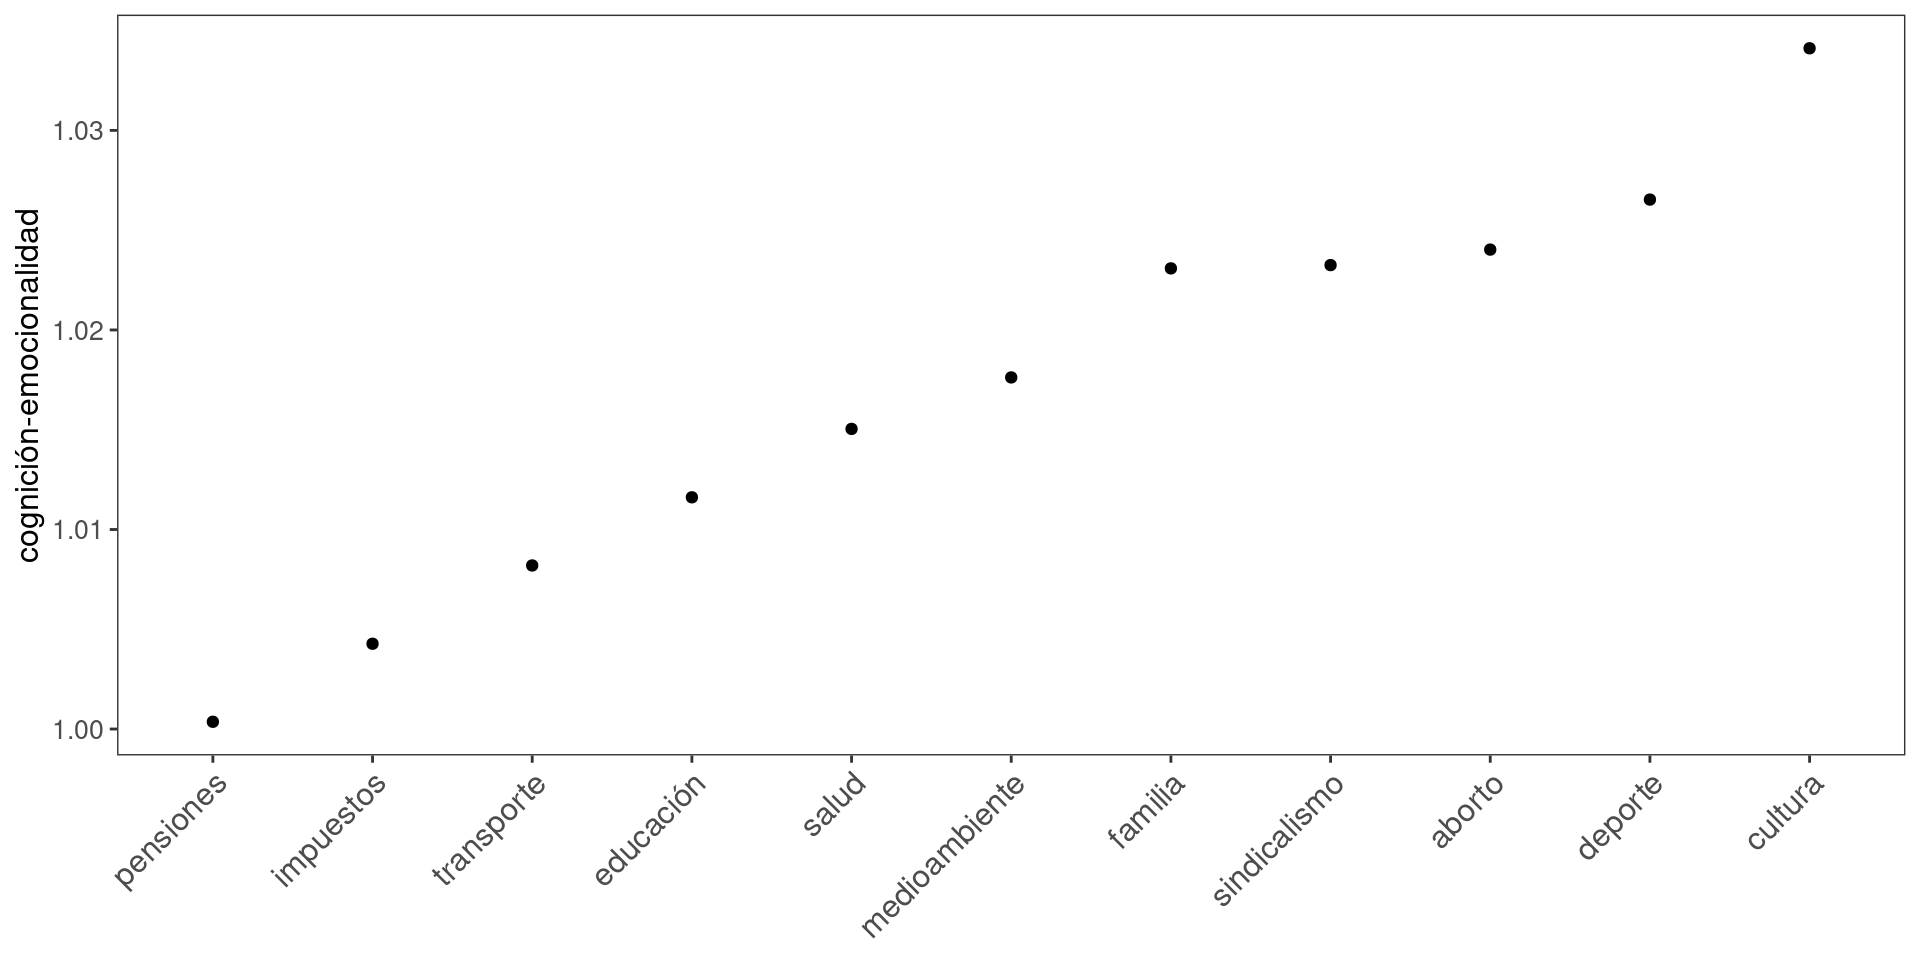 cognición-emocionalidad
1.03
1.02
1.01
1.00
pensiones
impuestos
transporte
educación
salud
medioambiente
familia
sindicalismo
aborto
deporte
cultura